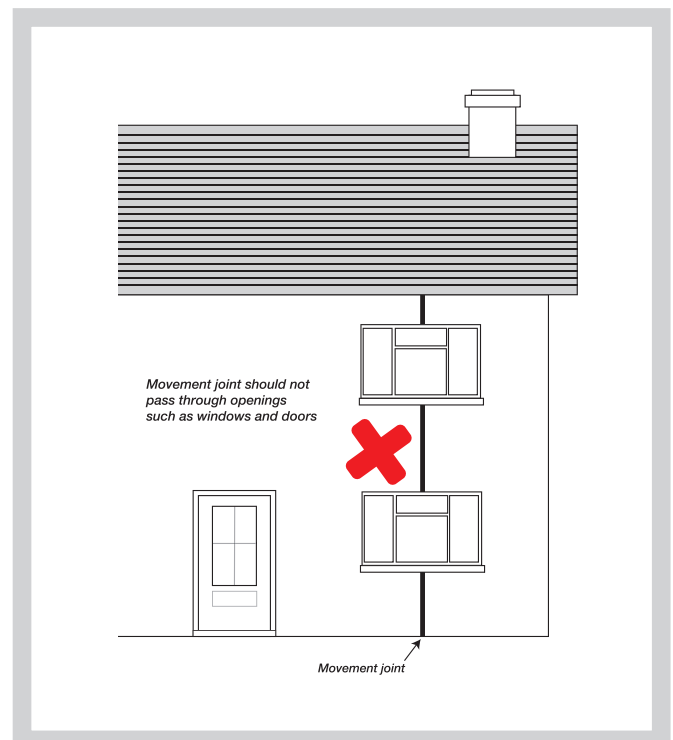 Movement joint should not
pass through openings
such as windows and doors
Movement joint